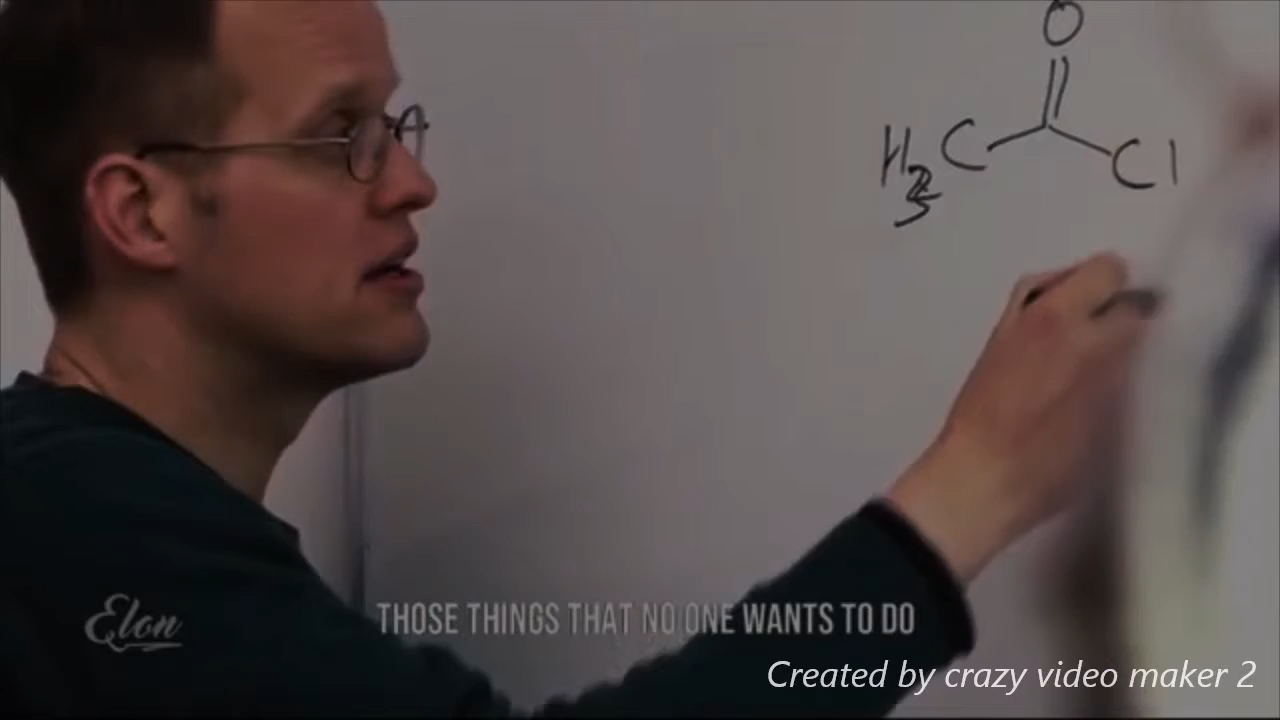 O
H3C Cl
Elon
THOSE THINGS THAT NO ONE WANTS TO DO
Created by crazy video maker 2